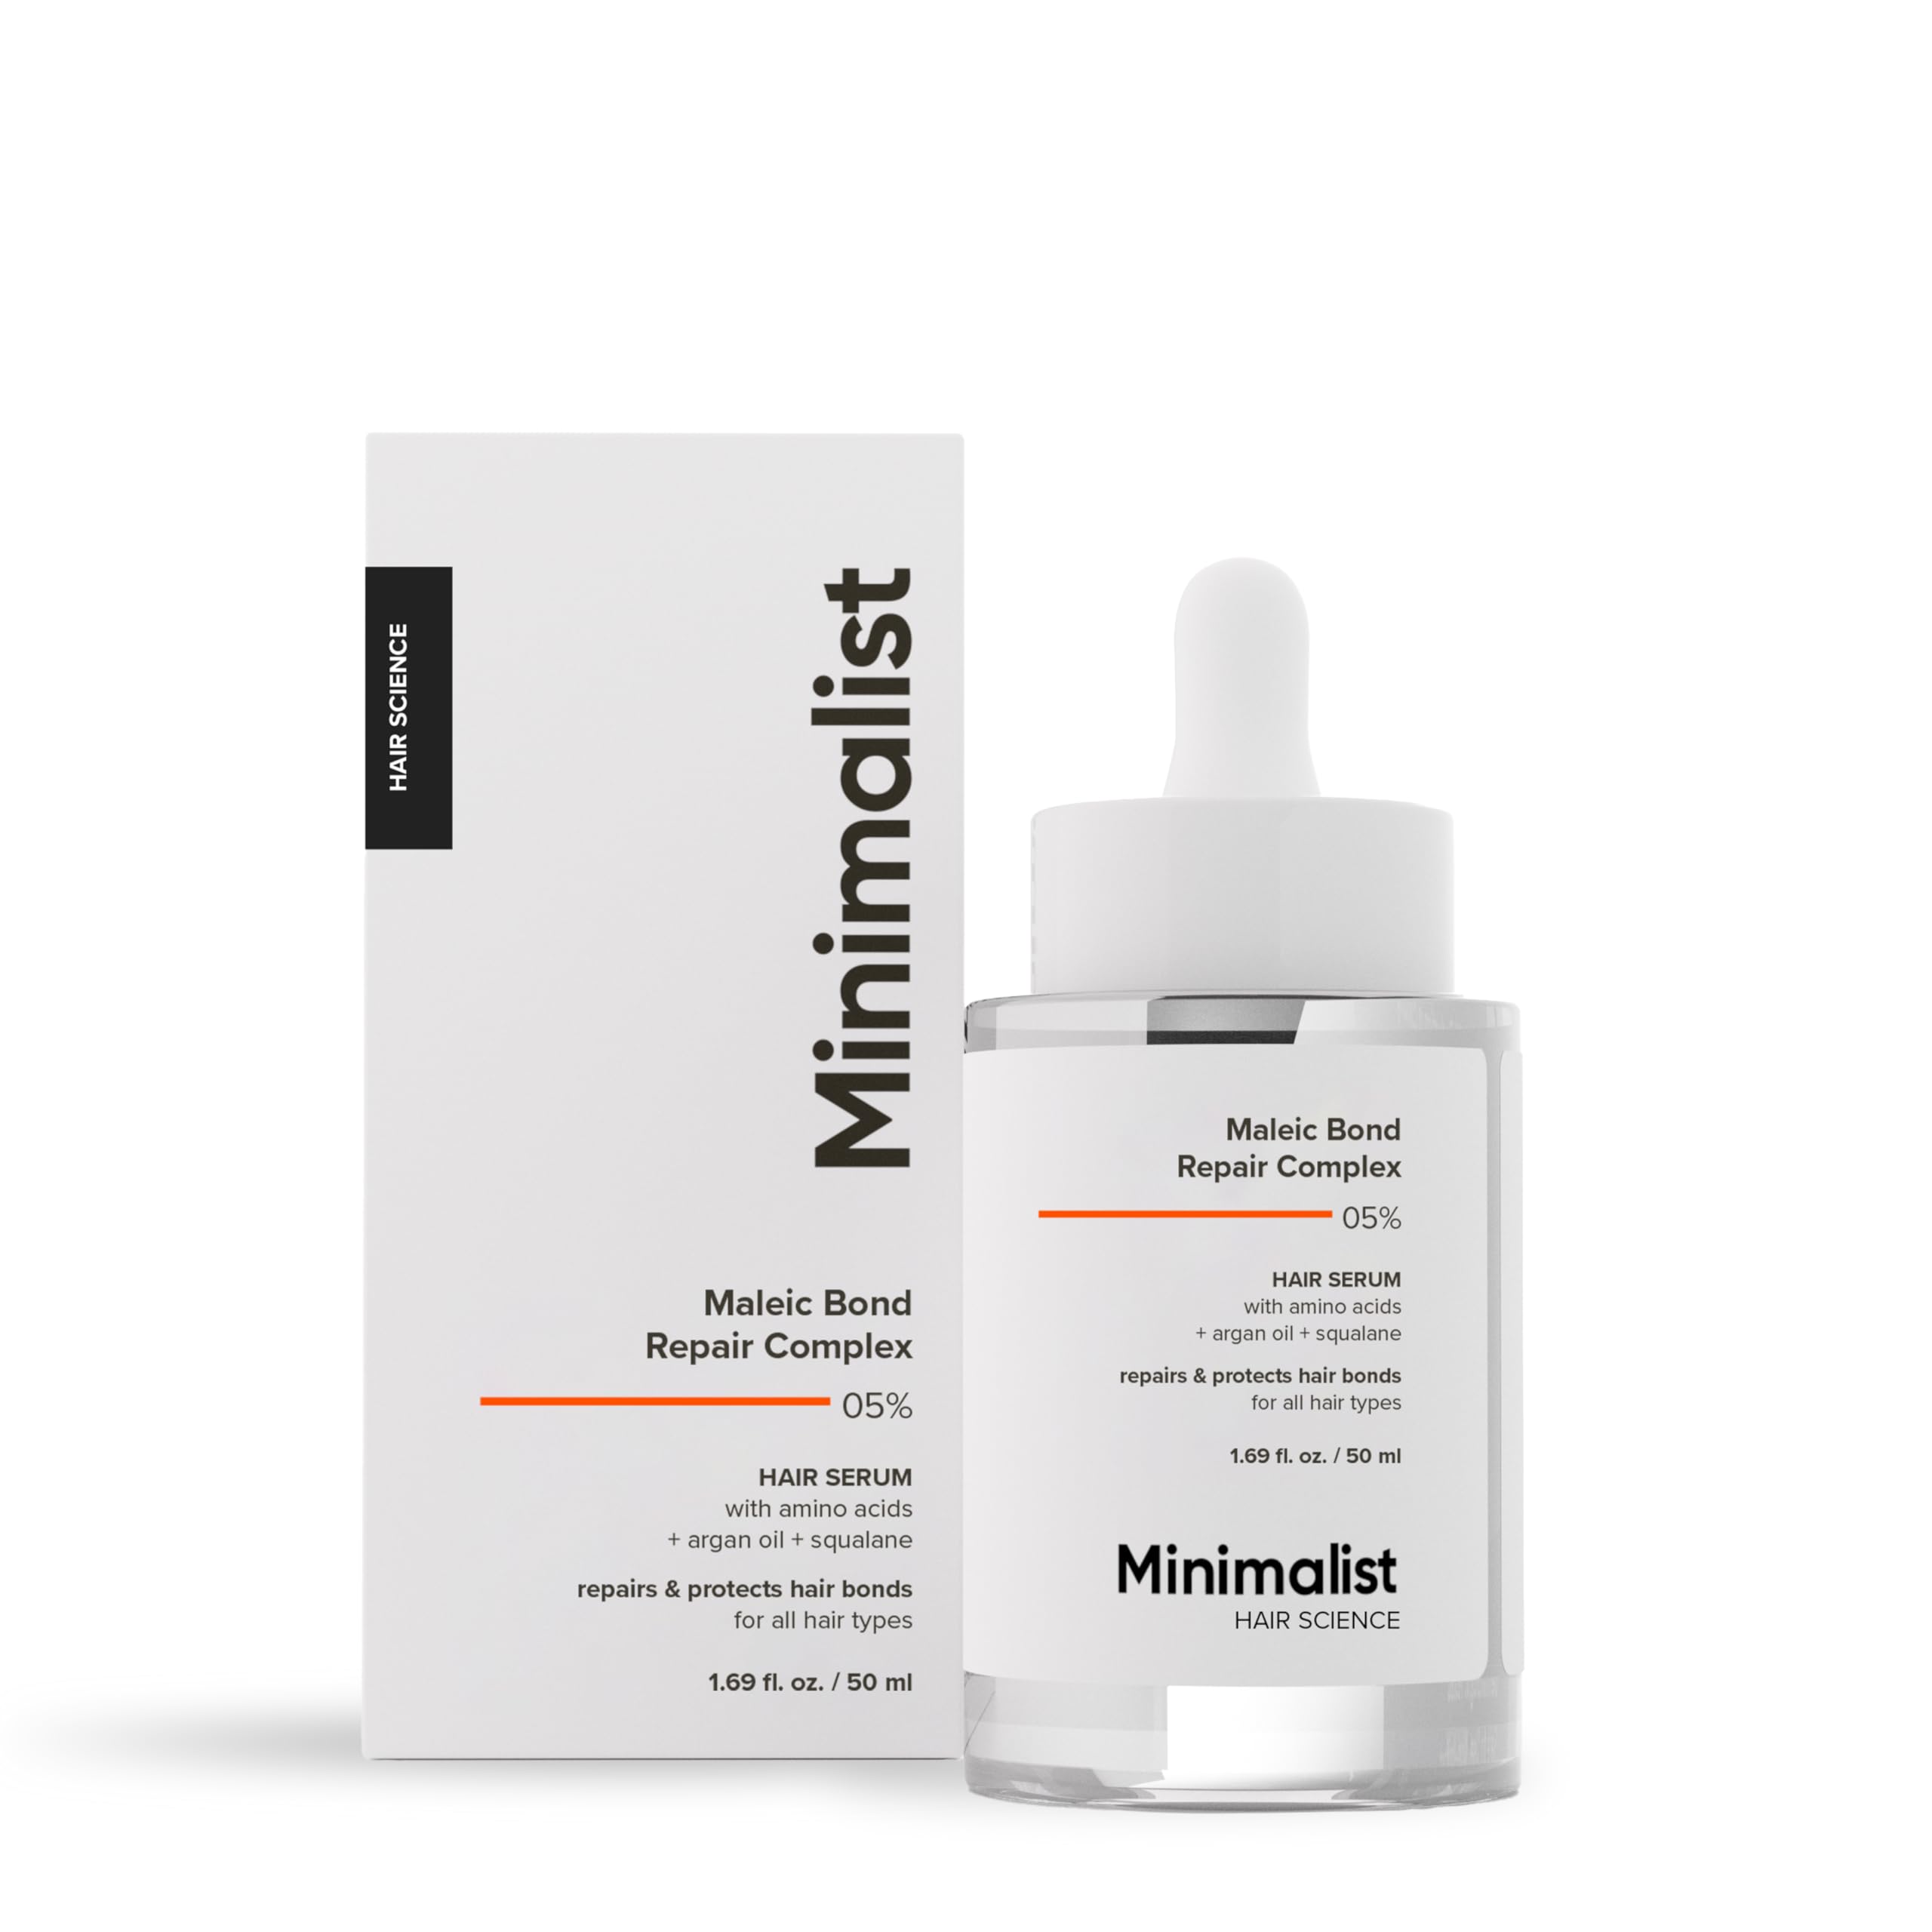 HAIR SCIENCE
Minimalist
Maleic Bond
Repair Complex
05%
HAIR SERUM
with amino acids
+ argan oil + squalane
repairs & protects hair bonds
for all hair types
1.69 fl. oz. / 50 ml
Maleic Bond
Repair Complex
05%
HAIR SERUM
with amino acids
+ argan oil + squalane
repairs & protects hair bonds
for all hair types
1.69 fl. oz. / 50 ml
Minimalist
HAIR SCIENCE